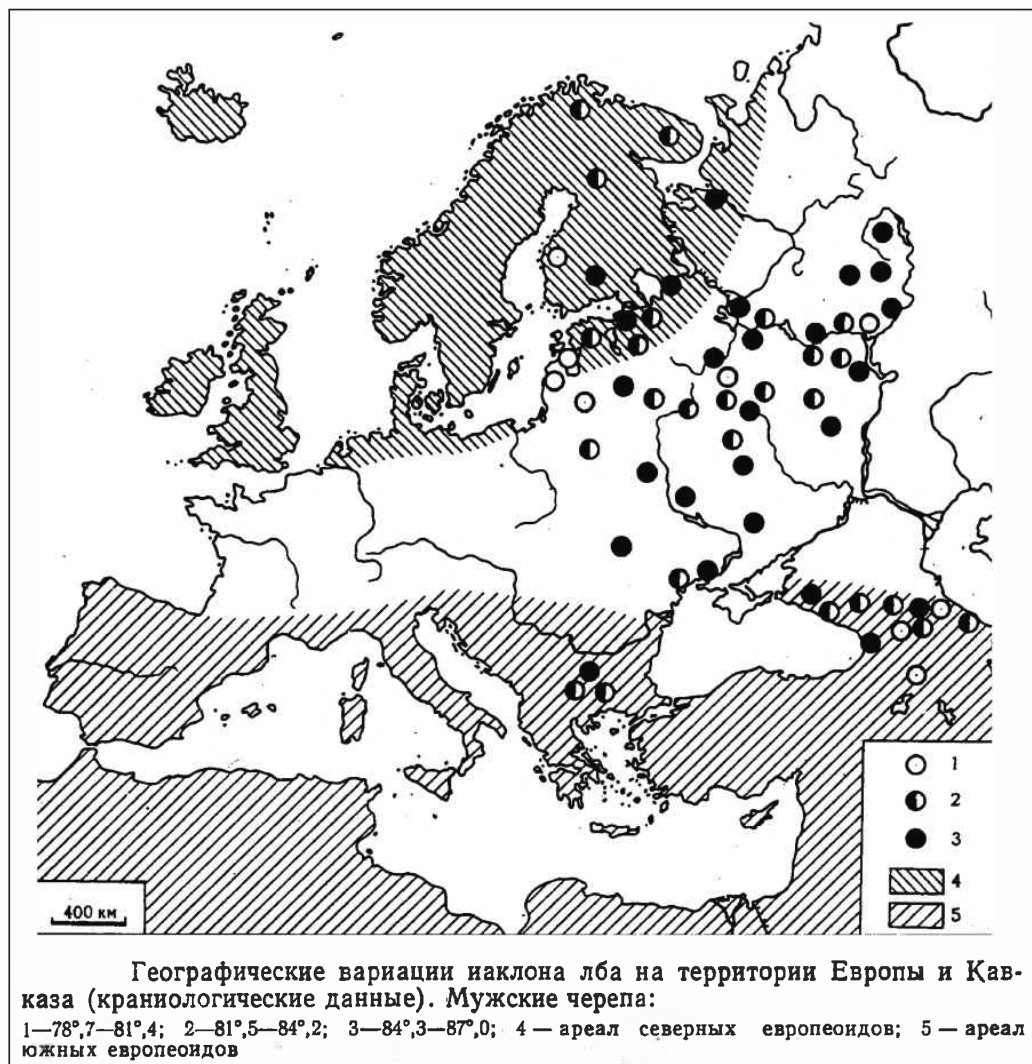 1
2
3
4
5
400 км
Географические вариации наклона лба на территории Европы и Кав-
каза (краниологические данные). Мужские черепа:
1—78°,7—81°,4; 2—81°,5—84°,2; 3—84°,3—87°,0; 4 — ареал северных европеоидов; 5 — ареал
южных европеоидов